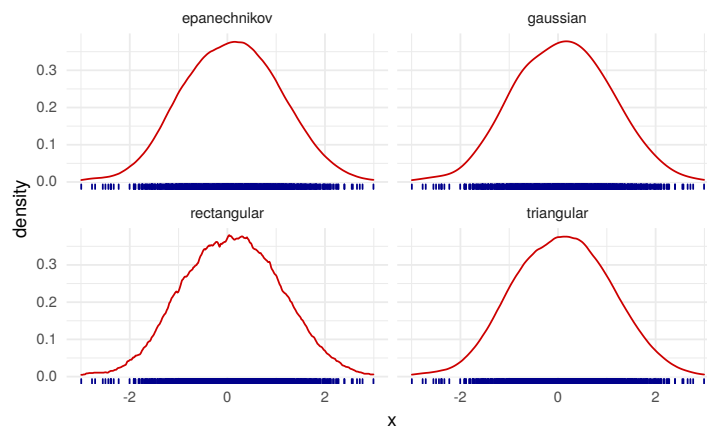 epanechnikov gaussian
0.3
0.2
0.1
0.0
density
rectangular triangular
0.3
0.2
0.1
0.0
-2 0 2 -2 0 2
x